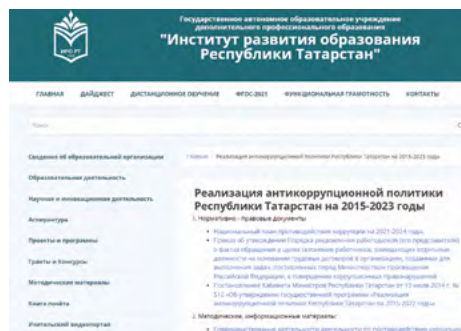 Государственное автономное образовательное учреждение
дополнительного профессионального образования
"Институт развития образования
Республики Татарстан"
ИРО РТ
ГЛАВНАЯ ДАЙДЖЕСТ ДИСТАНЦИОННОЕ ОБУЧЕНИЕ ФГОС-2021 ФУНКЦИОНАЛЬНАЯ ГРАМОТНОСТЬ КОНТАКТЫ
Поиск
Сведения об образовательной организации
Главная Реализация антикоррупционной политики Республики Татарстан на 2015-2023 годы
Образовательная деятельность
Научная и инновационная деятельность
Аспирантура
Проекты и программы
Гранты и Конкурсы
Методические материалы
Книга почёта
Учительский видеопортал
Реализация антикоррупционной политики
Республики Татарстан на 2015-2023 годы
1. Нормативно - правовые документы
Национальный план противодействия коррупции на 2021-2024 годы.
Приказ об утверждении Порядка уведомления работодателя (его представителя)
о фактах обращения в целях склонения работников, замещающих отдельные
должности на основании трудовых договоров в организациях, созданных для
выполнения задач, поставленных перед Министерством просвещения
Российской Федерации, к совершению коррупционных правонарушений
Постановление Кабинета Министров Республики Татарстан от 19 июля 2014 г. №
512 «Об утверждении государственной программы «Реализация
антикоррупционной политики Республики Татарстан на 2015-2022 годы»
2. Методические, информационные материалы: